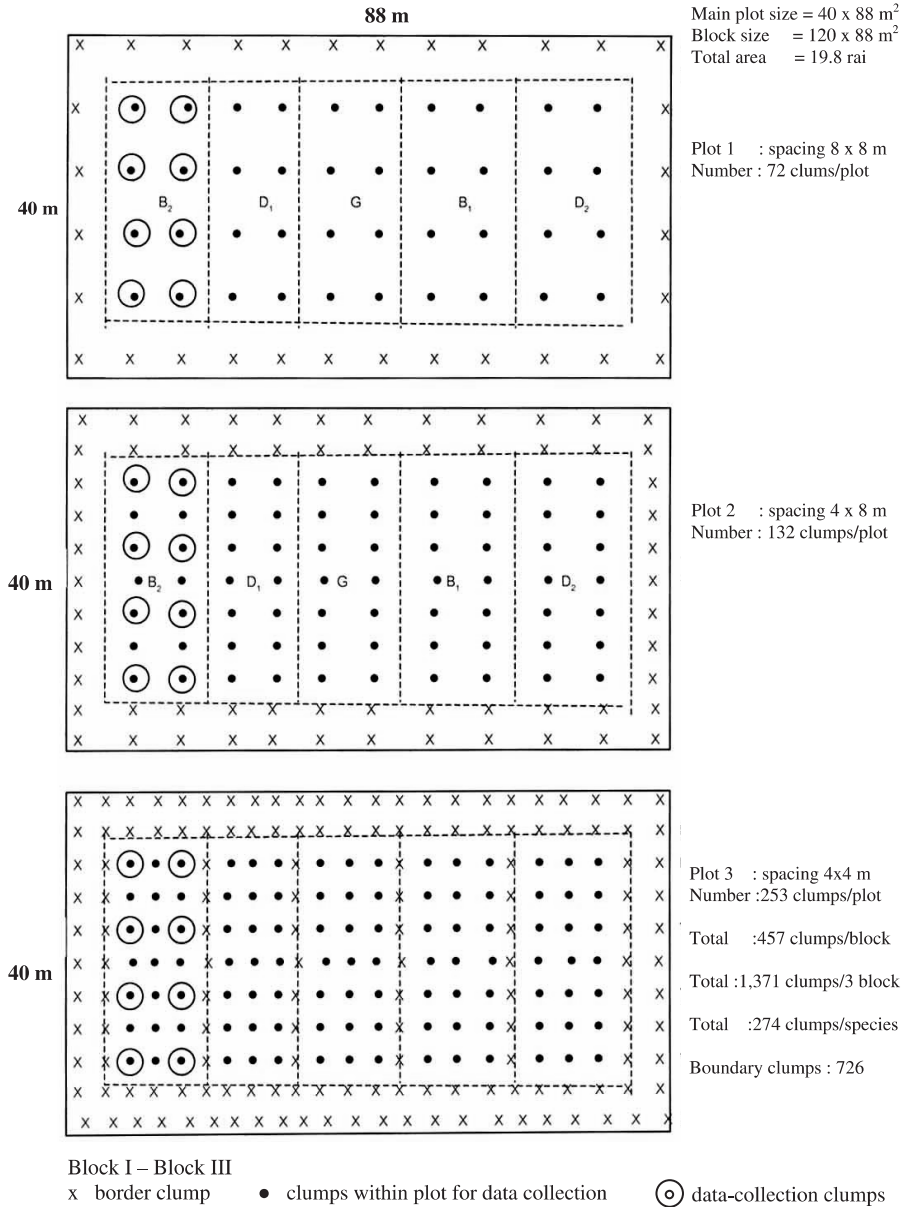 88 m
Main plot size = 40 x 88 m²
Block size = 120 x 88 m²
Total area = 19.8 rai
Plot 1 : spacing 8 x 8 m
Number : 72 clums/plot
40 m
B₂ D₁ G B₁ D₂
Plot 2 : spacing 4 x 8 m
Number : 132 clumps/plot
40 m
B₂ D₁ G B₁ D₂
Plot 3 : spacing 4x4 m
Number :253 clumps/plot
Total :457 clumps/block
40 m
Total :1,371 clumps/3 block
Total :274 clumps/species
Boundary clumps : 726
Block I – Block III
x border clump ● clumps within plot for data collection ⊙ data-collection clumps